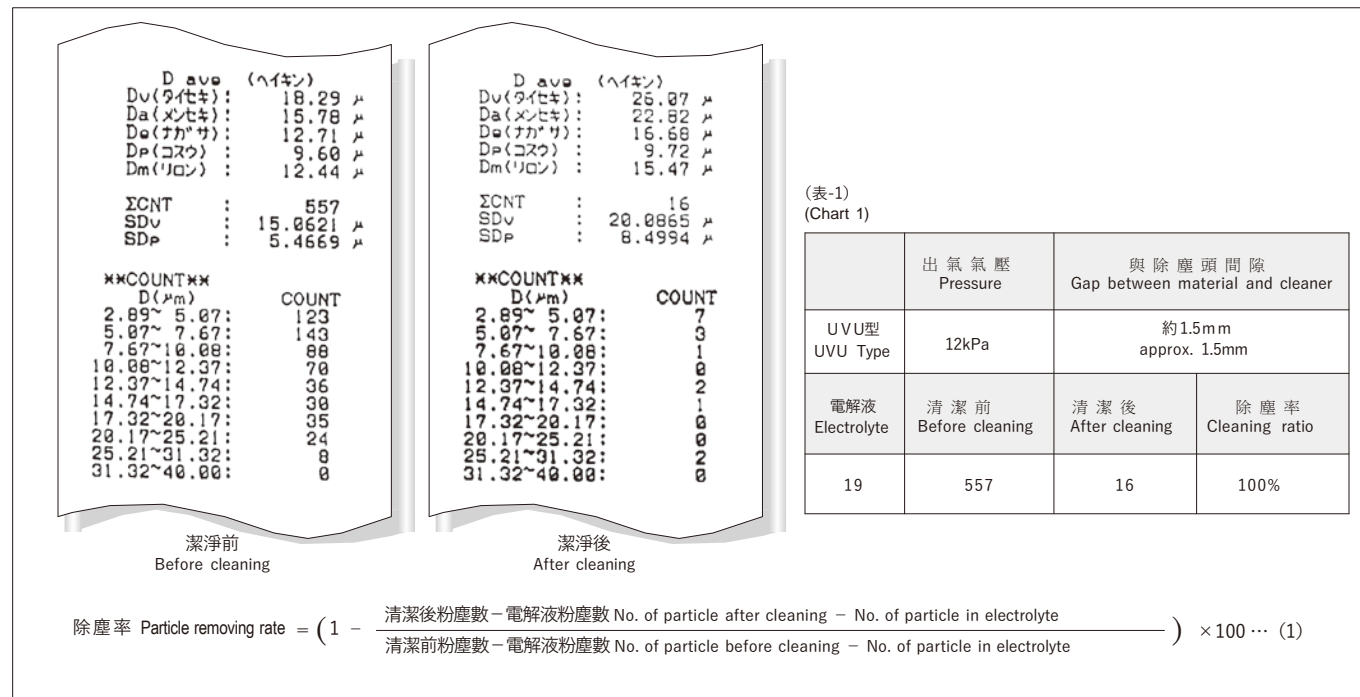 D ave (ヘイキン)
Dv(タイセキ): 18.29 μ
Da(メンセキ): 15.78 μ
De(ナガサ): 12.71 μ
Dp(コスウ) : 9.60 μ
Dm(リロン) : 12.44 μ
ΣCNT : 557
SDv : 15.0621 μ
SDp : 5.4669 μ
**COUNT**
D(μm) COUNT
2.89~ 5.07: 123
5.07~ 7.67: 143
7.67~10.08: 88
10.08~12.37: 70
12.37~14.74: 36
14.74~17.32: 30
17.32~20.17: 35
20.17~25.21: 24
25.21~31.32: 8
31.32~40.00: 0
潔淨前
Before cleaning
D ave (ヘイキン)
Dv(タイセキ): 26.07 μ
Da(メンセキ): 22.82 μ
De(ナガサ): 16.68 μ
Dp(コスウ) : 9.72 μ
Dm(リロン) : 15.47 μ
ΣCNT : 16
SDv : 20.0865 μ
SDp : 8.4994 μ
**COUNT**
D(μm) COUNT
2.89~ 5.07: 7
5.07~ 7.67: 3
7.67~10.08: 1
10.08~12.37: 0
12.37~14.74: 2
14.74~17.32: 1
17.32~20.17: 0
20.17~25.21: 0
25.21~31.32: 2
31.32~40.00: 0
潔淨後
After cleaning
(表-1)
(Chart 1)
出氣氣壓 與除塵頭間隙
Pressure Gap between material and cleaner
UVU型 約1.5mm
UVU Type 12kPa approx. 1.5mm
電解液 清潔前 清潔後 除塵率
Electrolyte Before cleaning After cleaning Cleaning ratio
19 557 16 100%
清潔後粉塵數－電解液粉塵數 No. of particle after cleaning － No. of particle in electrolyte
除塵率 Particle removing rate = ( 1 － ) ×100 … (1)
清潔前粉塵數－電解液粉塵數 No. of particle before cleaning － No. of particle in electrolyte